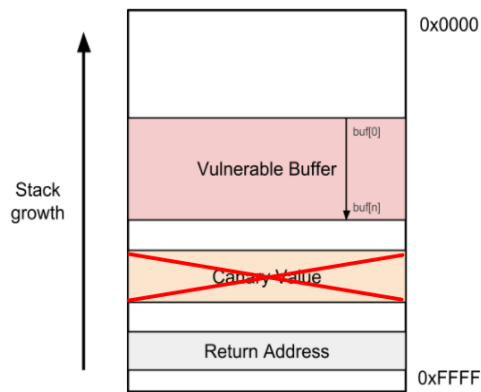 0x0000
buf[0]
Vulnerable Buffer
Stack
growth
buf[n]
Canary Value
Return Address
0xFFFF